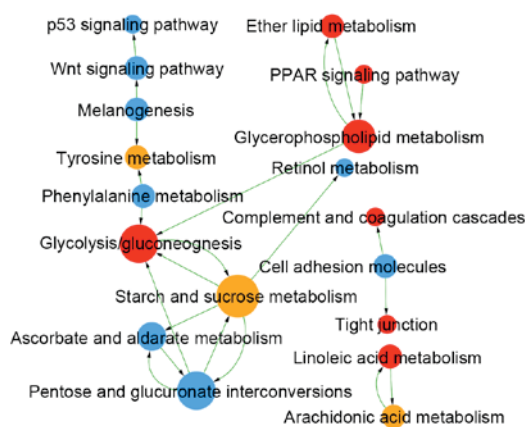 p53 signaling pathway
Ether lipid metabolism
Wnt signaling pathway
PPAR signaling pathway
Melanogenesis
Glycerophospholipid metabolism
Tyrosine metabolism
Retinol metabolism
Phenylalanine metabolism
Complement and coagulation cascades
Glycolysis/gluconeognesis
Cell adhesion molecules
Starch and sucrose metabolism
Tight junction
Ascorbate and aldarate metabolism
Linoleic acid metabolism
Pentose and glucuronate interconversions
Arachidonic acid metabolism